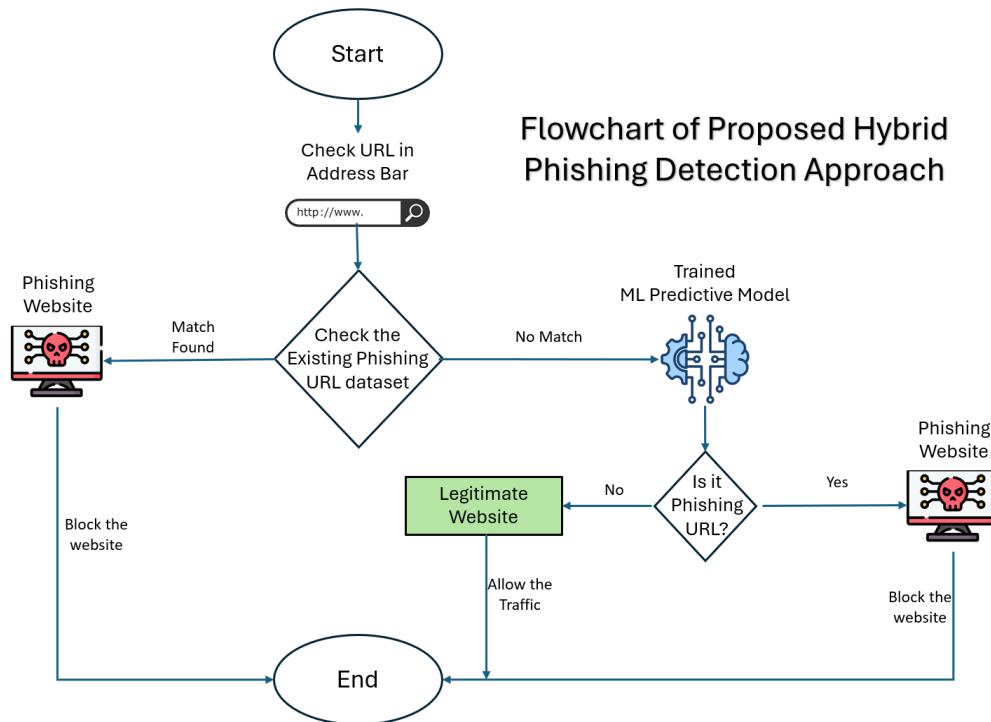 Start
Flowchart of Proposed Hybrid
Phishing Detection Approach
Check URL in
Address Bar
http://www.
Phishing
Website
Match
Found
Check the
Existing Phishing
URL dataset
No Match
Trained
ML Predictive Model
Phishing
Website
Is it
Phishing
URL?
No
Yes
Legitimate
Website
Block the
website
Allow the
Traffic
Block the
website
End